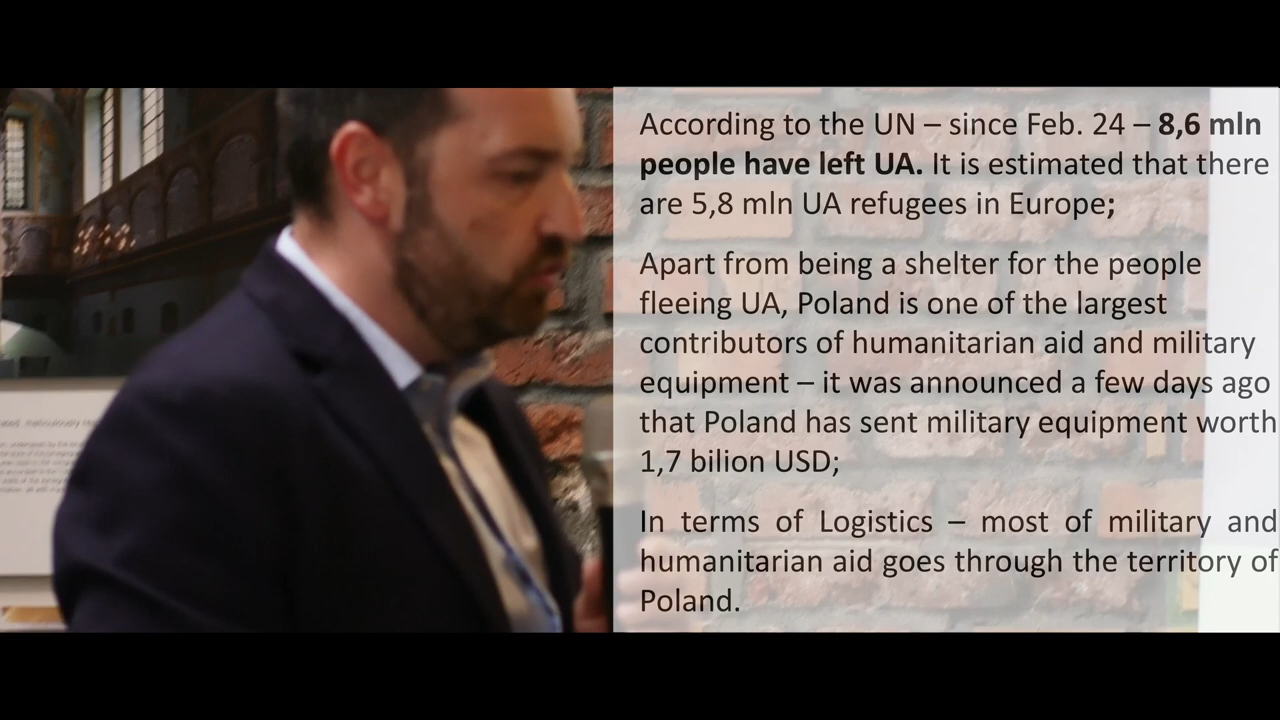 According to the UN – since Feb. 24 – 8,6 mln
people have left UA. It is estimated that there
are 5,8 mln UA refugees in Europe;
Apart from being a shelter for the people
fleeing UA, Poland is one of the largest
contributors of humanitarian aid and military
equipment – it was announced a few days ago
that Poland has sent military equipment worth
1,7 bilion USD;
In terms of Logistics – most of military and
humanitarian aid goes through the territory of
Poland.